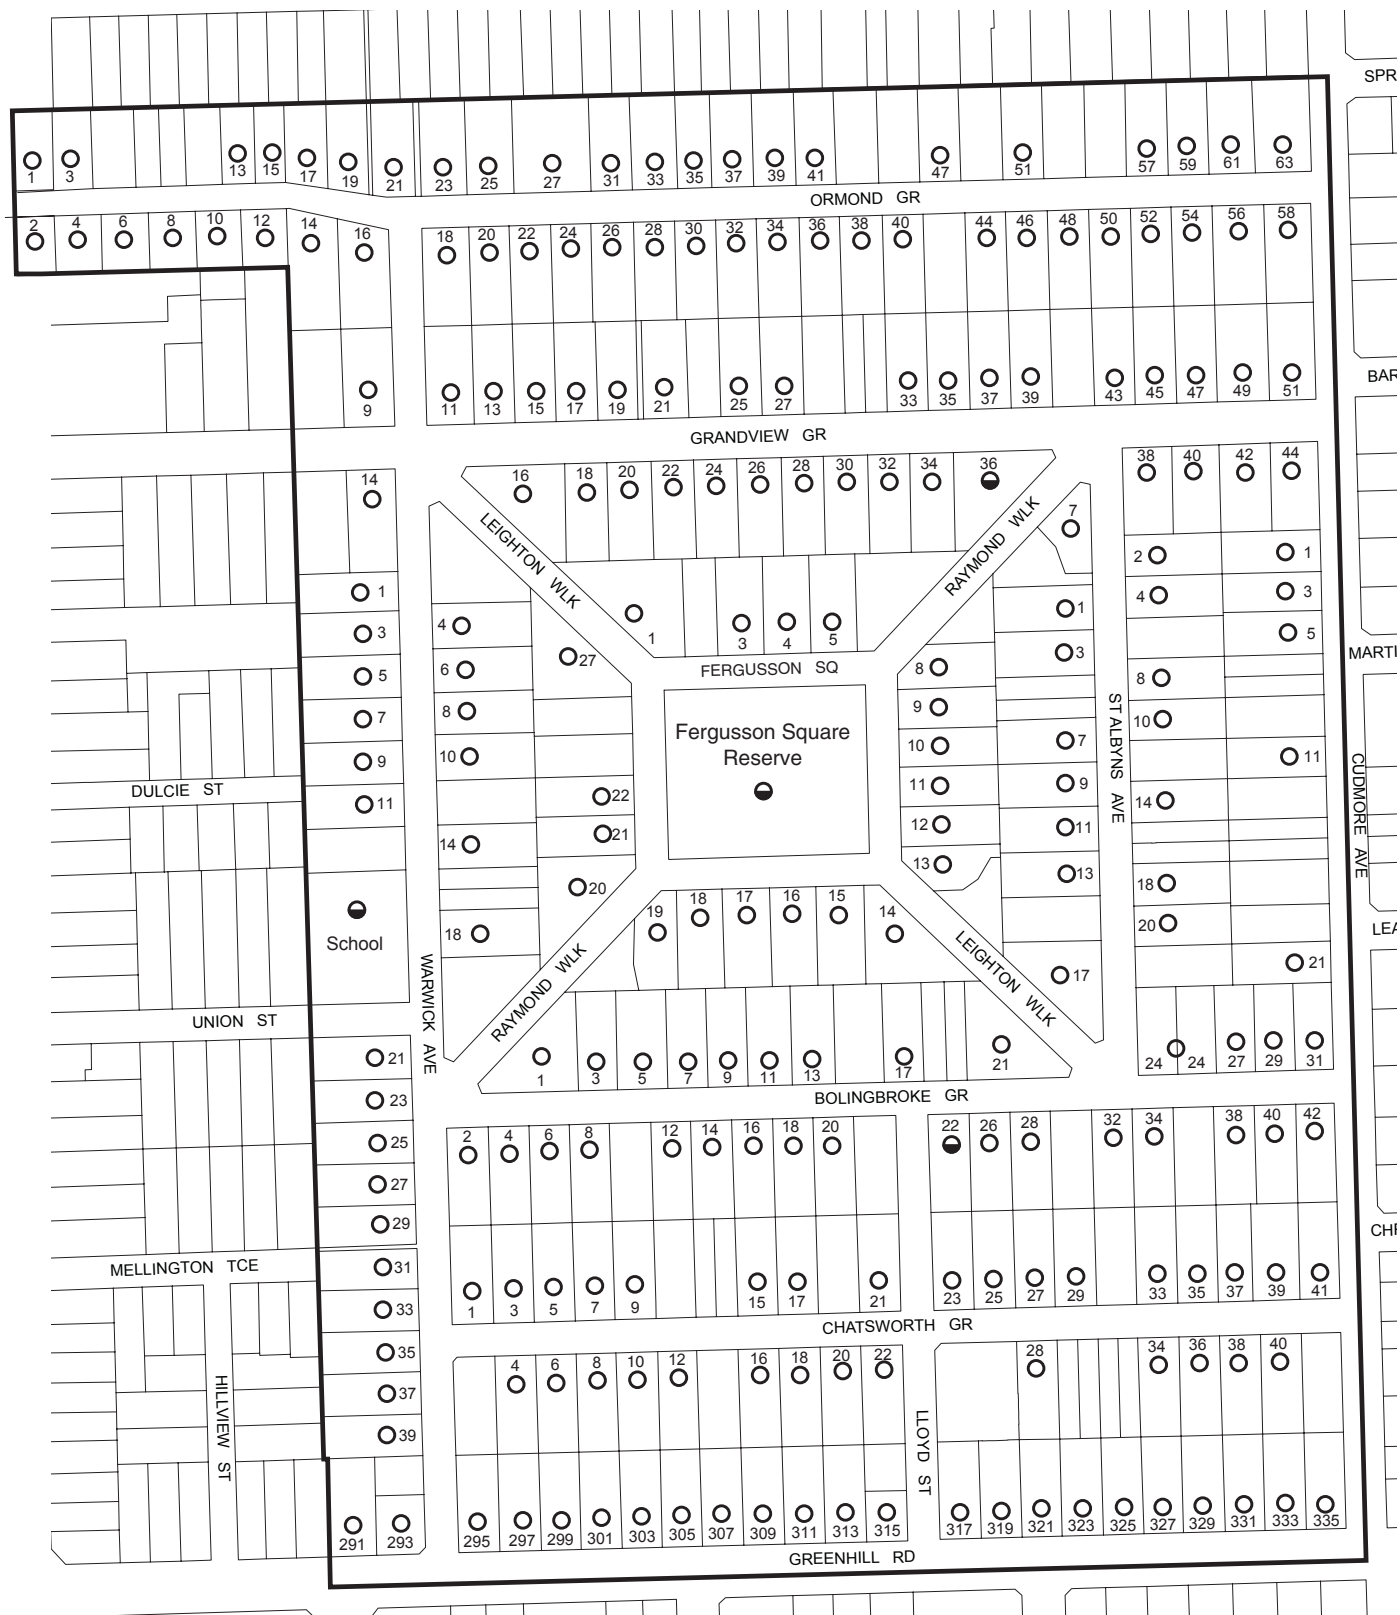 SPR
1 3 13 15 17 19 21 23 25 27 31 33 35 37 39 41 47 51 57 59 61 63
ORMOND GR
2 4 6 8 10 12 14 16 18 20 22 24 26 28 30 32 34 36 38 40 44 46 48 50 52 54 56 58
BAR
9 11 13 15 17 19 21 25 27 33 35 37 39 43 45 47 49 51
GRANDVIEW GR
14 16 18 20 22 24 26 28 30 32 34 36 38 40 42 44
LEIGHTON WLK
RAYMOND WLK
7
1
3
5
7
9
11
4
6
8
10
14
18
27
22
21
20
1 3 4 5
FERGUSSON SQ
Fergusson Square
Reserve
8
9
10
11
12
13
1
3
7
9
11
13
17
ST ALBYNS AVE
2
4
8
10
14
18
20
1
3
5
11
21
MARTI
CUDMORE AVE
LEA
DULCIE ST
School
19 18 17 16 15 14
RAYMOND WLK
LEIGHTON WLK
WARWICK AVE
UNION ST
1 3 5 7 9 11 13 17 21 24 24 27 29 31
BOLINGBROKE GR
21
23
25
27
29
31
33
35
37
39
2 4 6 8 12 14 16 18 20 22 26 28 32 34 38 40 42
CHR
MELLINGTON TCE
1 3 5 7 9 15 17 21 23 25 27 29 33 35 37 39 41
CHATSWORTH GR
4 6 8 10 12 16 18 20 22 28 34 36 38 40
HILLVIEW ST
LLOYD ST
291 293 295 297 299 301 303 305 307 309 311 313 315 317 319 321 323 325 327 329 331 333 335
GREENHILL RD